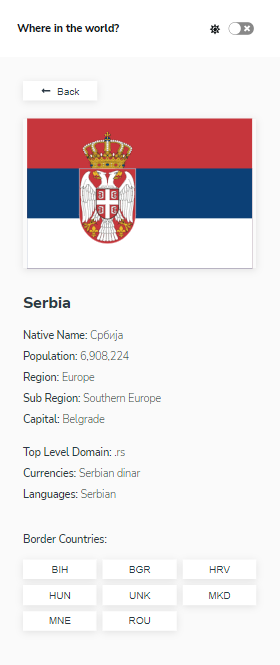 Where in the world?
Back
Serbia
Native Name: Србија
Population: 6,908,224
Region: Europe
Sub Region: Southern Europe
Capital: Belgrade
Top Level Domain: .rs
Currencies: Serbian dinar
Languages: Serbian
Border Countries:
BIH BGR HRV
HUN UNK MKD
MNE ROU